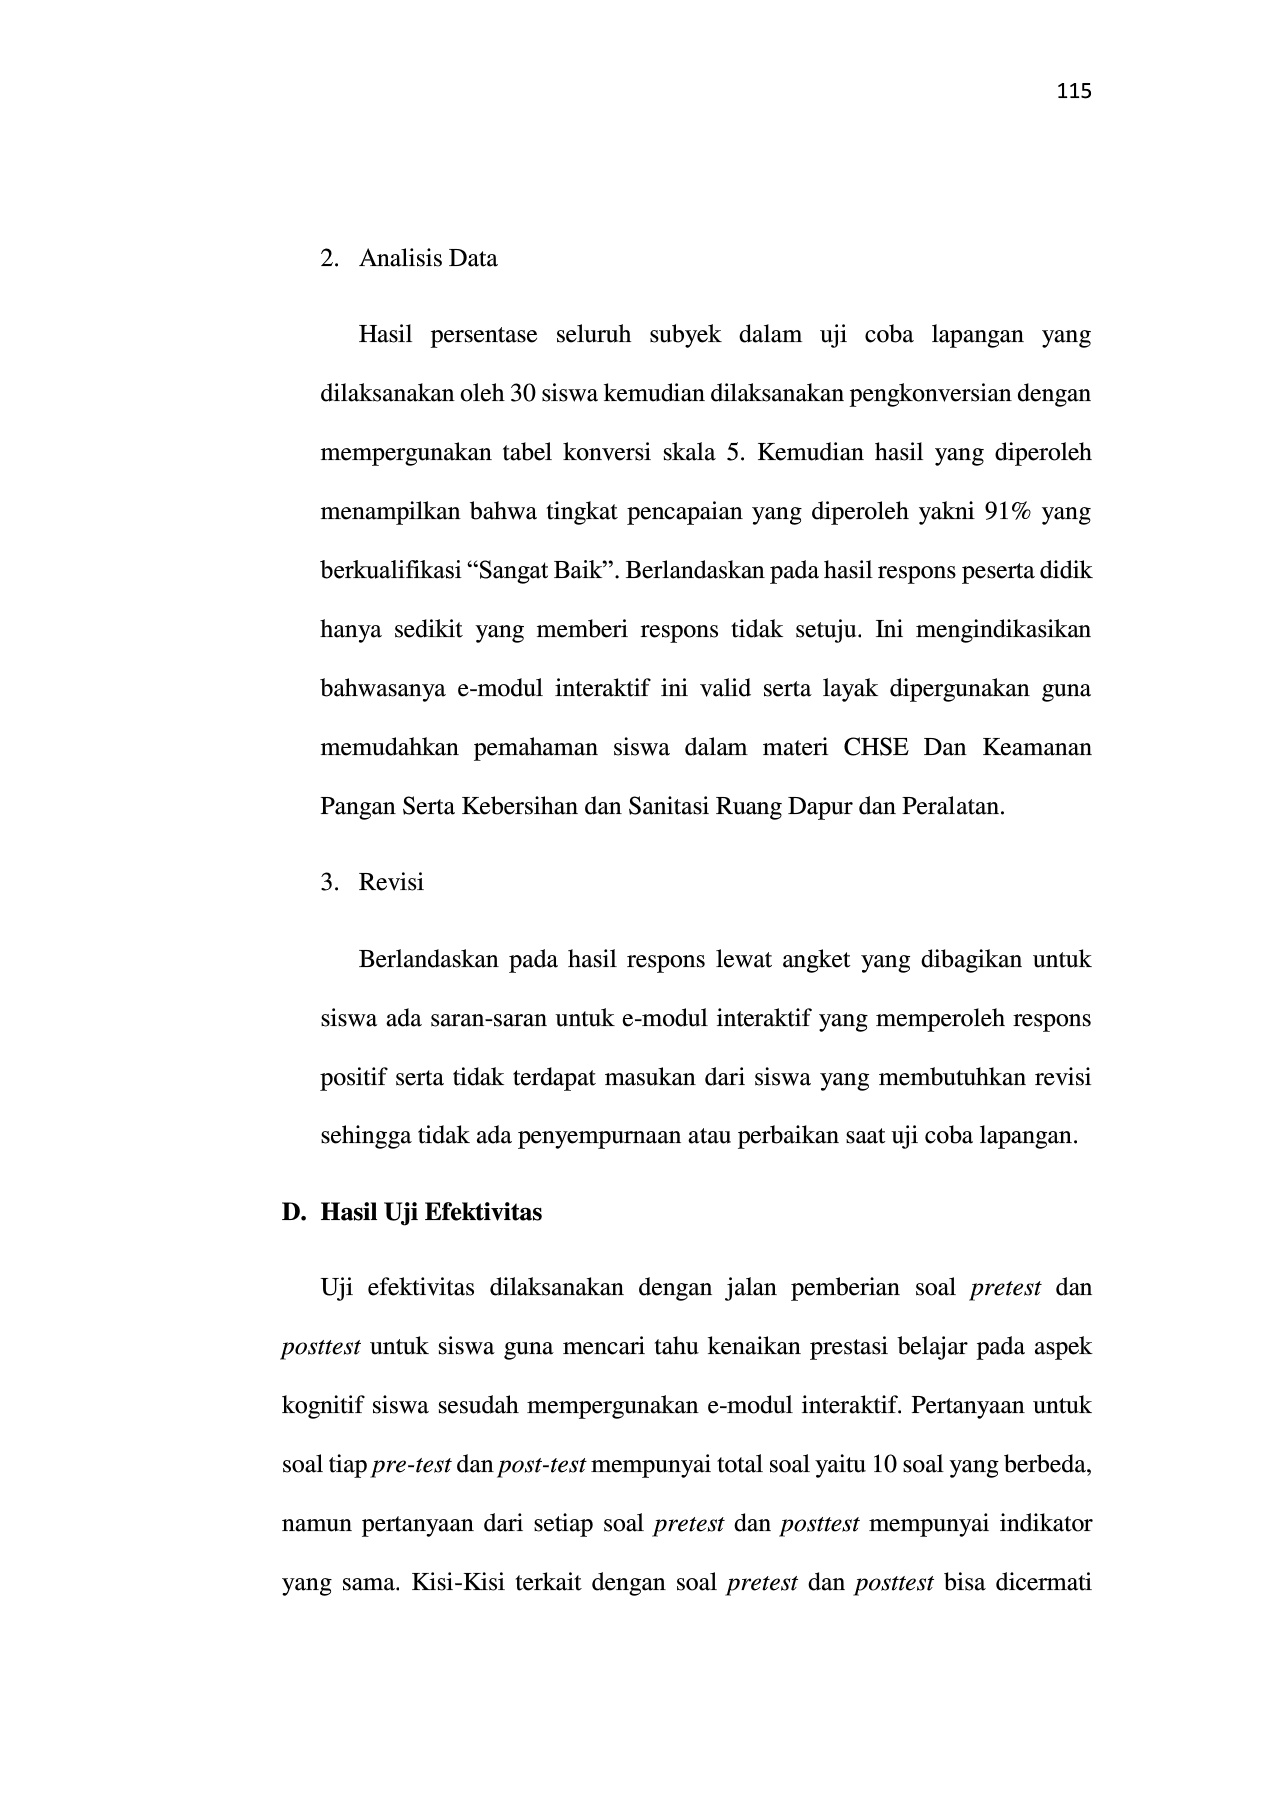 115
2. Analisis Data
Hasil persentase seluruh subyek dalam uji coba lapangan yang
dilaksanakan oleh 30 siswa kemudian dilaksanakan pengkonversian dengan
mempergunakan tabel konversi skala 5. Kemudian hasil yang diperoleh
menampilkan bahwa tingkat pencapaian yang diperoleh yakni 91% yang
berkualifikasi “Sangat Baik”. Berlandaskan pada hasil respons peserta didik
hanya sedikit yang memberi respons tidak setuju. Ini mengindikasikan
bahwasanya e-modul interaktif ini valid serta layak dipergunakan guna
memudahkan pemahaman siswa dalam materi CHSE Dan Keamanan
Pangan Serta Kebersihan dan Sanitasi Ruang Dapur dan Peralatan.
3. Revisi
Berlandaskan pada hasil respons lewat angket yang dibagikan untuk
siswa ada saran-saran untuk e-modul interaktif yang memperoleh respons
positif serta tidak terdapat masukan dari siswa yang membutuhkan revisi
sehingga tidak ada penyempurnaan atau perbaikan saat uji coba lapangan.
D. Hasil Uji Efektivitas
Uji efektivitas dilaksanakan dengan jalan pemberian soal pretest dan
posttest untuk siswa guna mencari tahu kenaikan prestasi belajar pada aspek
kognitif siswa sesudah mempergunakan e-modul interaktif. Pertanyaan untuk
soal tiap pre-test dan post-test mempunyai total soal yaitu 10 soal yang berbeda,
namun pertanyaan dari setiap soal pretest dan posttest mempunyai indikator
yang sama. Kisi-Kisi terkait dengan soal pretest dan posttest bisa dicermati